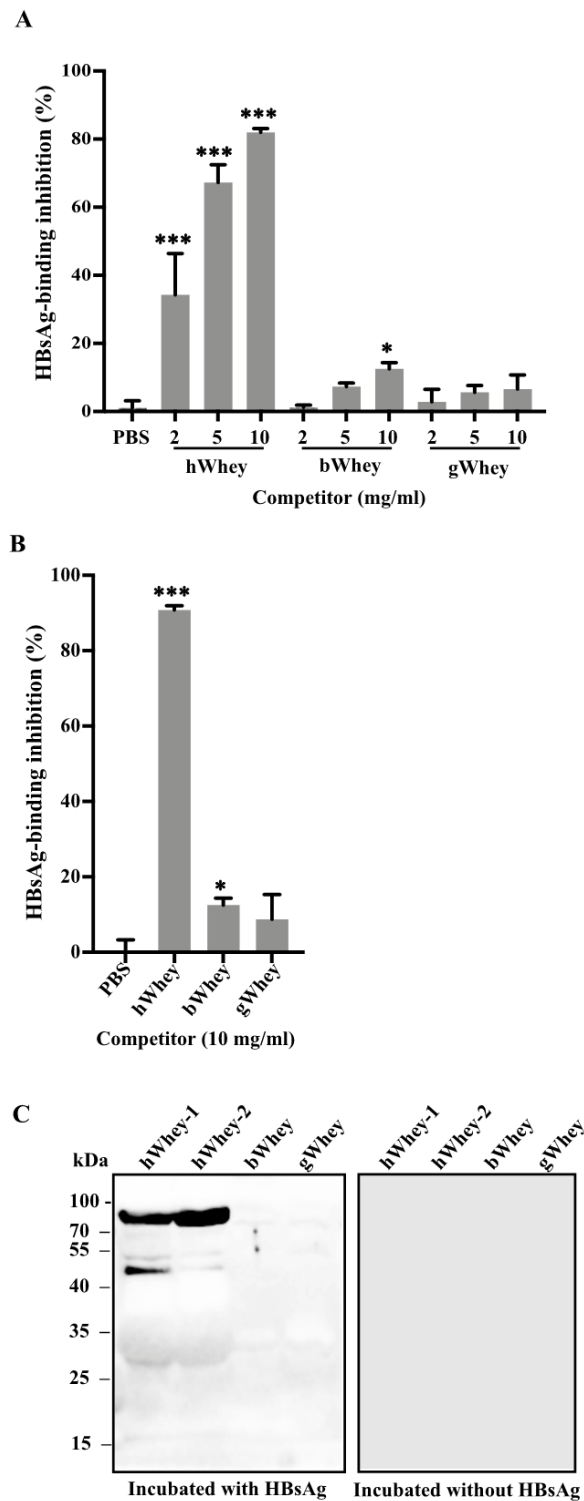 A
HBsAg-binding inhibition (%)
100
80
60
40
20
0
***
***
***
*
PBS 2 5 10 2 5 10 2 5 10
hWhey bWhey gWhey
Competitor (mg/ml)
B
HBsAg-binding inhibition (%)
100
80
60
40
20
0
***
*
PBS hWhey bWhey gWhey
Competitor (10 mg/ml)
C
hWhey-1 hWhey-2 bWhey gWhey hWhey-1 hWhey-2 bWhey gWhey
kDa
100 -
70 –
55 –
40 –
35 –
25 –
15 –
Incubated with HBsAg Incubated without HBsAg